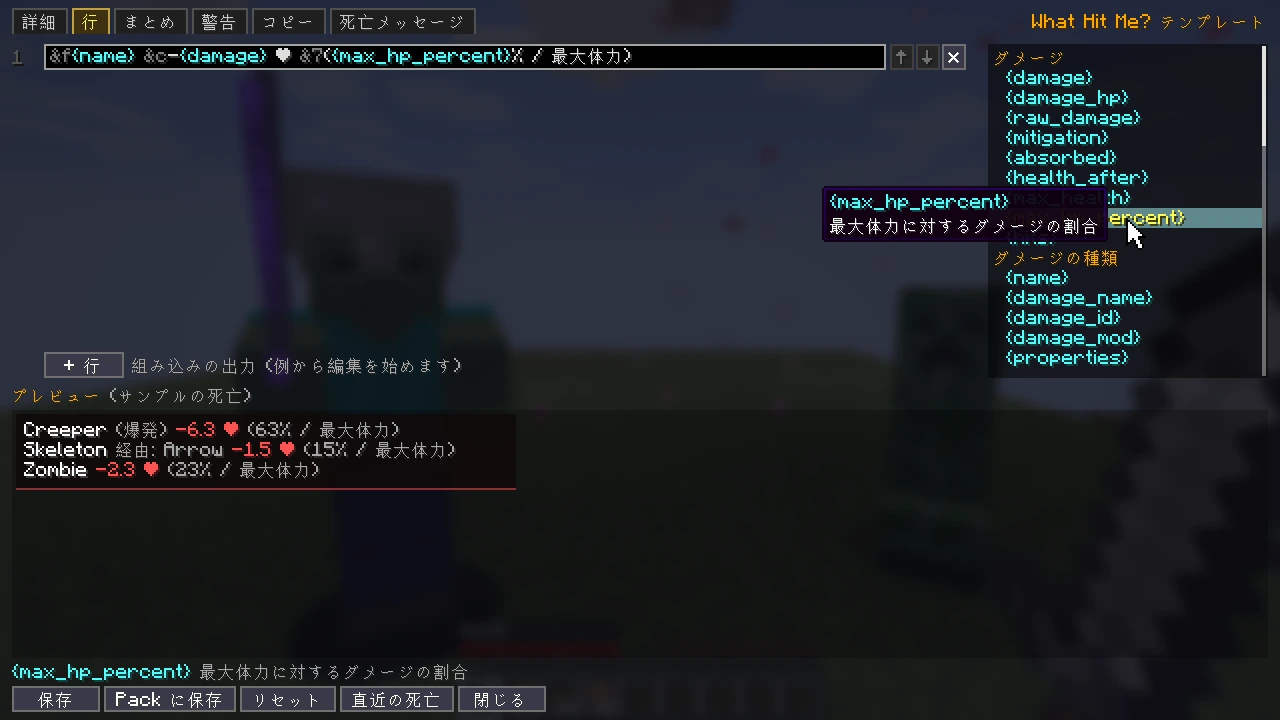 詳細 行 まとめ 警告 コピー 死亡メッセージ
What Hit Me? テンプレート
1 &f{name} &c-{damage} ♥ &7({max_hp_percent}% / 最大体力) ↑ ↓ ×
ダメージ
{damage}
{damage_hp}
{raw_damage}
{mitigation}
{absorbed}
{health_after}
{max_hp_percent}
最大体力に対するダメージの割合
ercent}
ダメージの種類
{name}
{damage_name}
{damage_id}
{damage_mod}
{properties}
+ 行 組み込みの出力 (例から編集を始めます)
プレビュー (サンプルの死亡)
Creeper (爆発) -6.3 ♥ (63% / 最大体力)
Skeleton 経由: Arrow -1.5 ♥ (15% / 最大体力)
Zombie -2.3 ♥ (23% / 最大体力)
{max_hp_percent} 最大体力に対するダメージの割合
保存 Pack に保存 リセット 直近の死亡 閉じる